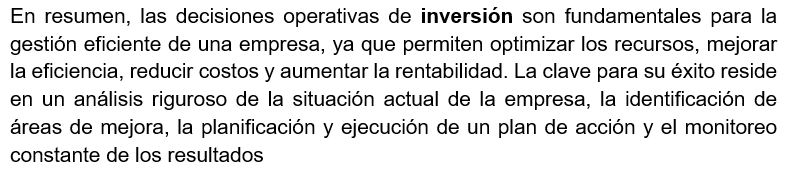 En resumen, las decisiones operativas de inversión son fundamentales para la
gestión eficiente de una empresa, ya que permiten optimizar los recursos, mejorar
la eficiencia, reducir costos y aumentar la rentabilidad. La clave para su éxito reside
en un análisis riguroso de la situación actual de la empresa, la identificación de
áreas de mejora, la planificación y ejecución de un plan de acción y el monitoreo
constante de los resultados